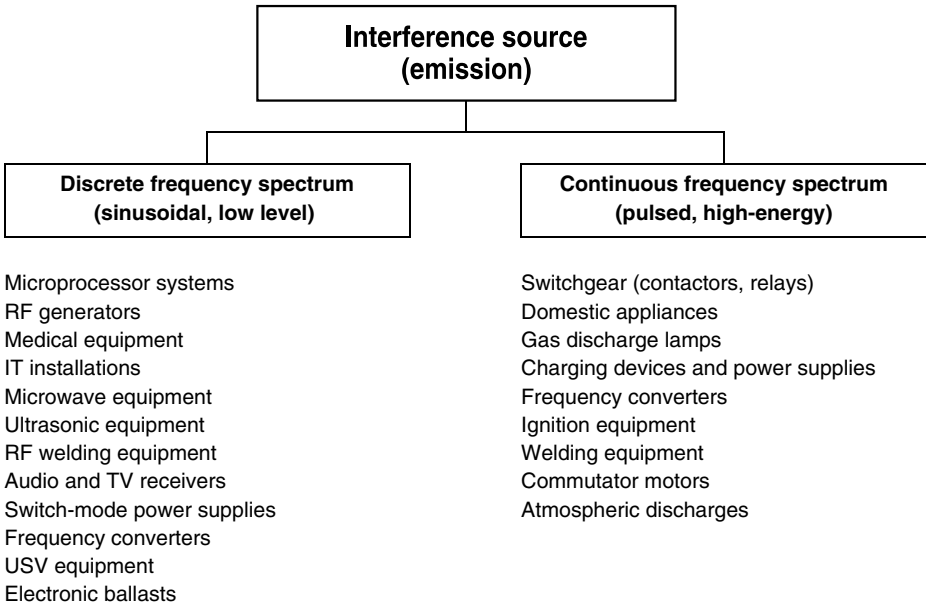 Interference source
(emission)
Discrete frequency spectrum
(sinusoidal, low level)
Microprocessor systems
RF generators
Medical equipment
IT installations
Microwave equipment
Ultrasonic equipment
RF welding equipment
Audio and TV receivers
Switch-mode power supplies
Frequency converters
USV equipment
Electronic ballasts
Continuous frequency spectrum
(pulsed, high-energy)
Switchgear (contactors, relays)
Domestic appliances
Gas discharge lamps
Charging devices and power supplies
Frequency converters
Ignition equipment
Welding equipment
Commutator motors
Atmospheric discharges